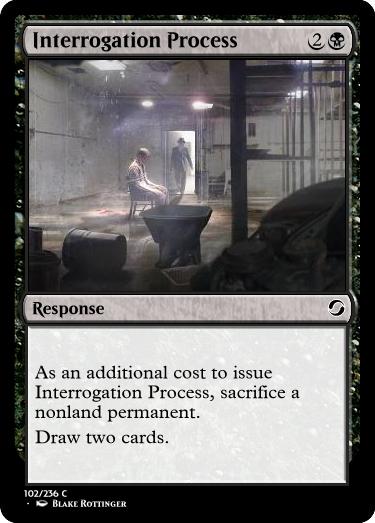 Interrogation Process 2
Response
As an additional cost to issue
Interrogation Process, sacrifice a
nonland permanent.
Draw two cards.
102/236 C
· Blake Rottinger